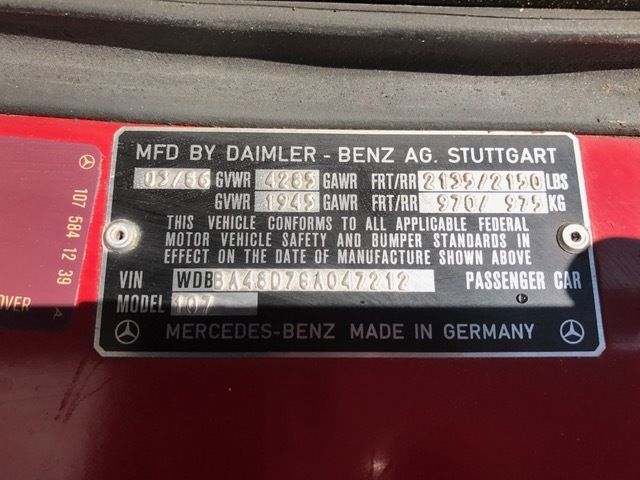 MFD BY DAIMLER - BENZ AG. STUTTGART
03/86 GVWR 4285 GAWR FRT/RR 2135/2150 LBS
GVWR 1945 GAWR FRT/RR 970/ 975 KG
THIS VEHICLE CONFORMS TO ALL APPLICABLE FEDERAL
MOTOR VEHICLE SAFETY AND BUMPER STANDARDS IN
EFFECT ON THE DATE OF MANUFACTURE SHOWN ABOVE
VIN WDBBA48D76A047212 PASSENGER CAR
MODEL 107
MERCEDES-BENZ MADE IN GERMANY
107 584 12 39 A
OVER